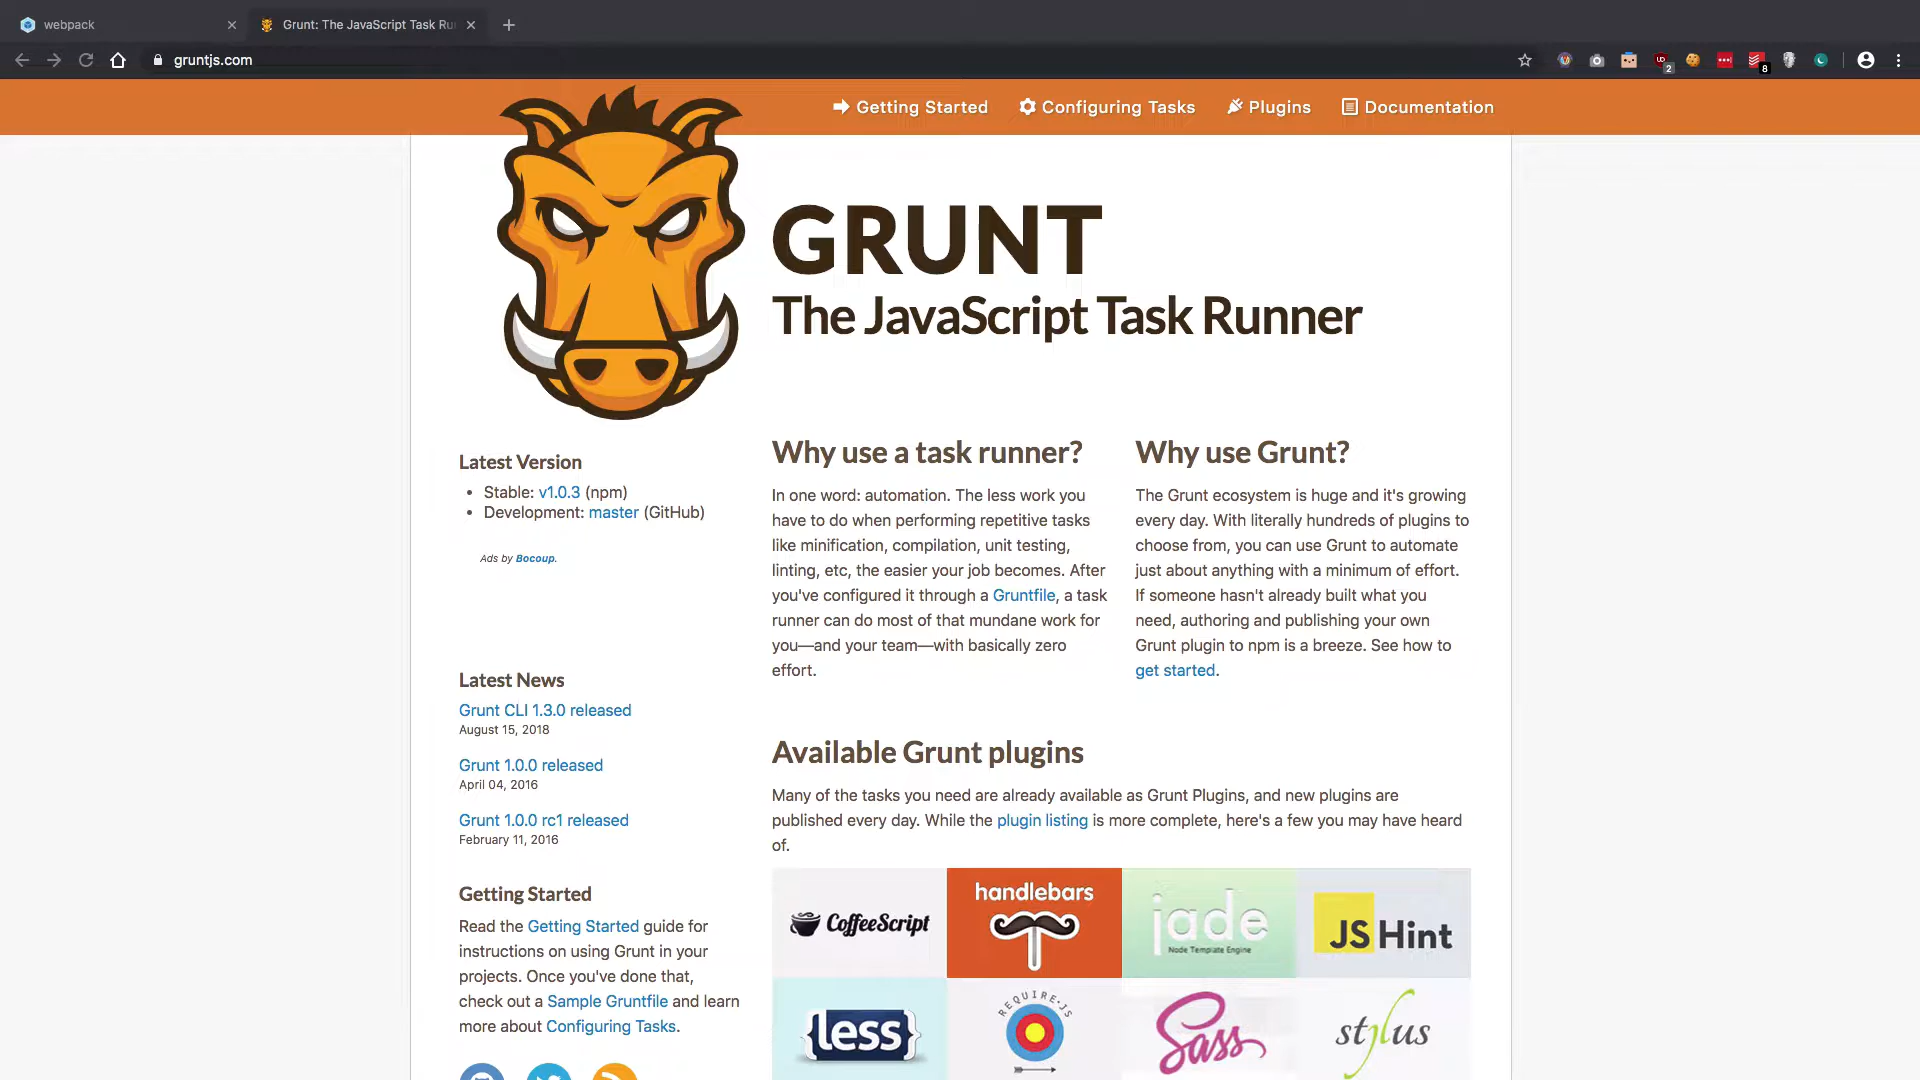 webpack
Grunt: The JavaScript Task Ru
gruntjs.com
2
8
Getting Started
Configuring Tasks
Plugins
Documentation
GRUNT
The JavaScript Task Runner
Latest Version
• Stable: v1.0.3 (npm)
• Development: master (GitHub)
Ads by Bocoup.
Latest News
Grunt CLI 1.3.0 released
August 15, 2018
Grunt 1.0.0 released
April 04, 2016
Grunt 1.0.0 rc1 released
February 11, 2016
Getting Started
Read the Getting Started guide for
instructions on using Grunt in your
projects. Once you've done that,
check out a Sample Gruntfile and learn
more about Configuring Tasks.
Why use a task runner?
In one word: automation. The less work you
have to do when performing repetitive tasks
like minification, compilation, unit testing,
linting, etc, the easier your job becomes. After
you've configured it through a Gruntfile, a task
runner can do most of that mundane work for
you—and your team—with basically zero
effort.
Why use Grunt?
The Grunt ecosystem is huge and it's growing
every day. With literally hundreds of plugins to
choose from, you can use Grunt to automate
just about anything with a minimum of effort.
If someone hasn't already built what you
need, authoring and publishing your own
Grunt plugin to npm is a breeze. See how to
get started.
Available Grunt plugins
Many of the tasks you need are already available as Grunt Plugins, and new plugins are
published every day. While the plugin listing is more complete, here's a few you may have heard
of.
CoffeeScript
handlebars
jade
Node Template Engine
JS Hint
{less}
REQUIRE·JS
Sass
stylus